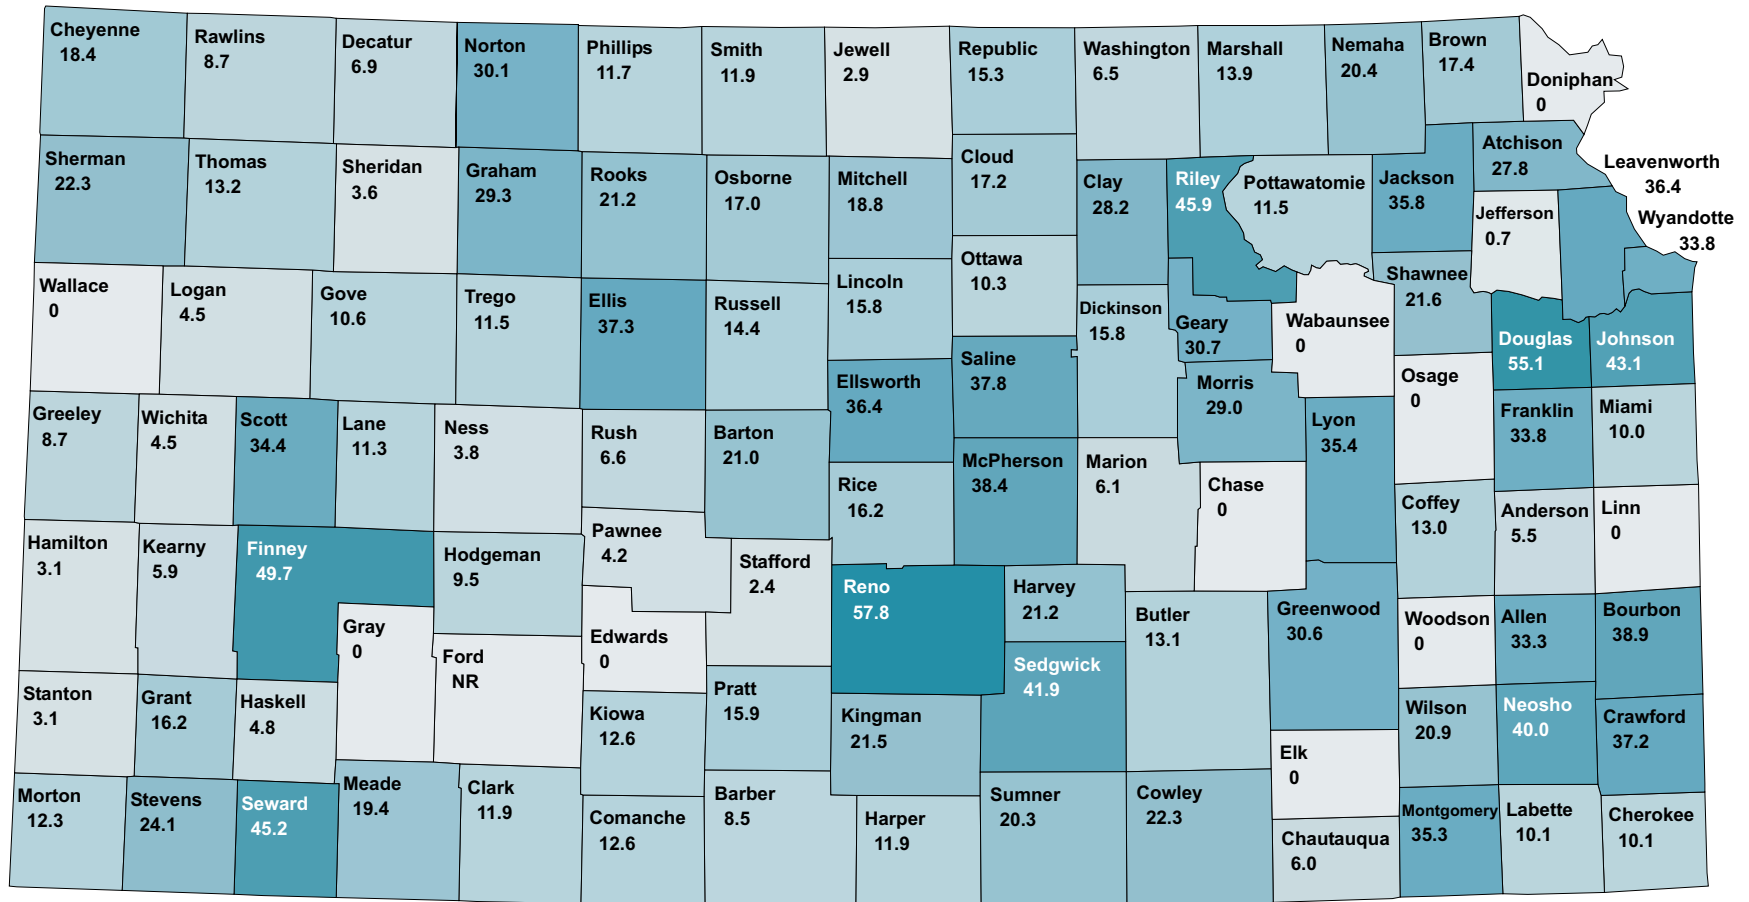 Cheyenne
18.4
Rawlins
8.7
Decatur
6.9
Norton
30.1
Phillips
11.7
Smith
11.9
Jewell
2.9
Republic
15.3
Washington
6.5
Marshall
13.9
Nemaha
20.4
Brown
17.4
Doniphan
0
Sherman
22.3
Thomas
13.2
Sheridan
3.6
Graham
29.3
Rooks
21.2
Osborne
17.0
Mitchell
18.8
Cloud
17.2
Clay
28.2
Riley
45.9
Pottawatomie
11.5
Jackson
35.8
Atchison
27.8
Leavenworth
36.4
Jefferson
0.7
Wyandotte
33.8
Wallace
0
Logan
4.5
Gove
10.6
Trego
11.5
Ellis
37.3
Russell
14.4
Lincoln
15.8
Ottawa
10.3
Dickinson
15.8
Geary
30.7
Wabaunsee
0
Shawnee
21.6
Douglas
55.1
Johnson
43.1
Ellsworth
36.4
Saline
37.8
Morris
29.0
Osage
0
Franklin
33.8
Miami
10.0
Greeley
8.7
Wichita
4.5
Scott
34.4
Lane
11.3
Ness
3.8
Rush
6.6
Barton
21.0
Rice
16.2
McPherson
38.4
Marion
6.1
Chase
0
Lyon
35.4
Coffey
13.0
Anderson
5.5
Linn
0
Hamilton
3.1
Kearny
5.9
Finney
49.7
Hodgeman
9.5
Pawnee
4.2
Stafford
2.4
Reno
57.8
Harvey
21.2
Butler
13.1
Greenwood
30.6
Woodson
0
Allen
33.3
Bourbon
38.9
Gray
0
Ford
NR
Edwards
0
Sedgwick
41.9
Stanton
3.1
Grant
16.2
Haskell
4.8
Kiowa
12.6
Pratt
15.9
Kingman
21.5
Elk
0
Wilson
20.9
Neosho
40.0
Crawford
37.2
Morton
12.3
Stevens
24.1
Seward
45.2
Meade
19.4
Clark
11.9
Comanche
12.6
Barber
8.5
Harper
11.9
Sumner
20.3
Cowley
22.3
Chautauqua
6.0
Montgomery
35.3
Labette
10.1
Cherokee
10.1